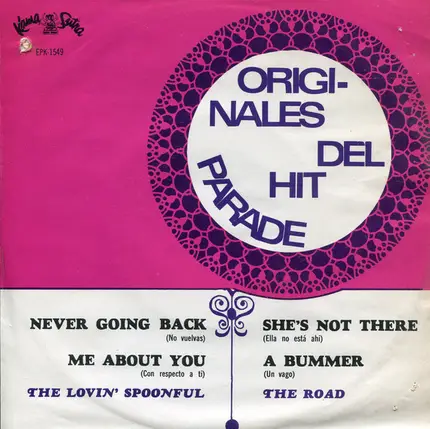 Kama Sutra
EPK-1549
ORIGI-
NALES
DEL
HIT
PARADE
NEVER GOING BACK
(No vuelvas)
ME ABOUT YOU
(Con respecto a ti)
THE LOVIN' SPOONFUL
SHE'S NOT THERE
(Ella no está ahí)
A BUMMER
(Un vago)
THE ROAD